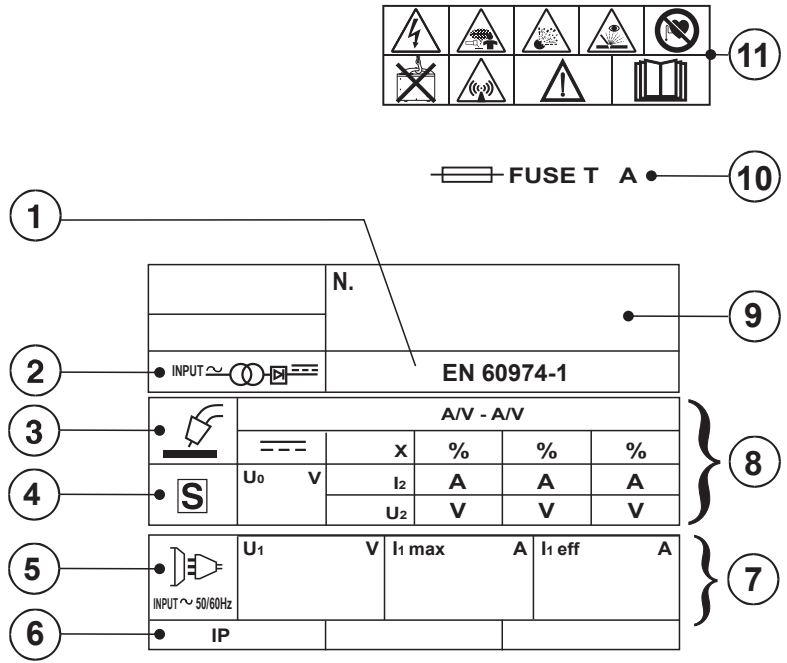 11
FUSE T A
10
1
N.
9
2
INPUT
EN 60974-1
3
A/V - A/V
X % % %
8
4
S
U0 V
I2 A A A
U2 V V V
5
U1 V I1 max A I1 eff A
7
INPUT ~ 50/60Hz
6
IP